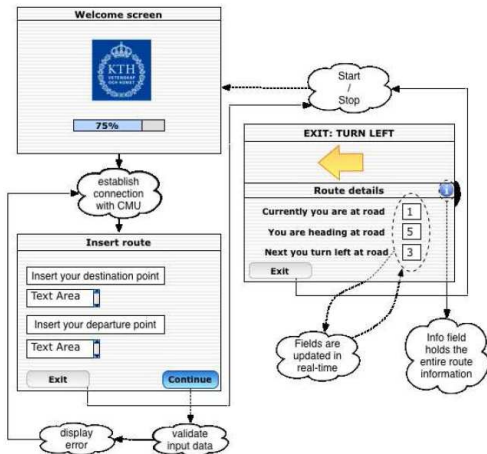 Welcome screen
KTH
VETENSKAP
OCH KONST
75%
Start
/
Stop
establish
connection
with CMU
EXIT: TURN LEFT
Route details
i
Currently you are at road 1
You are heading at road 5
Next you turn left at road 3
Exit
Insert route
Insert your destination point
Text Area
Insert your departure point
Text Area
Exit Continue
Fields are
updated in
real-time
Info field
holds the
entire route
information
display
error
validate
input data